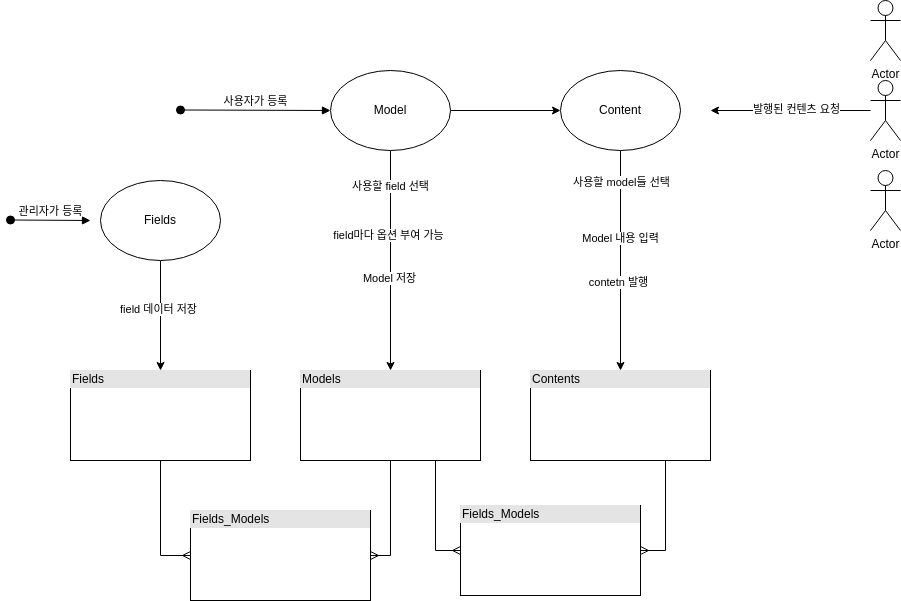 Actor
사용자가 등록
Model
Content
발행된 컨텐츠 요청
Actor
사용할 field 선택
사용할 model들 선택
관리자가 등록
Fields
field마다 옵션 부여 가능
Model 내용 입력
Actor
Model 저장
contetn 발행
field 데이터 저장
Fields
Models
Contents
Fields_Models
Fields_Models